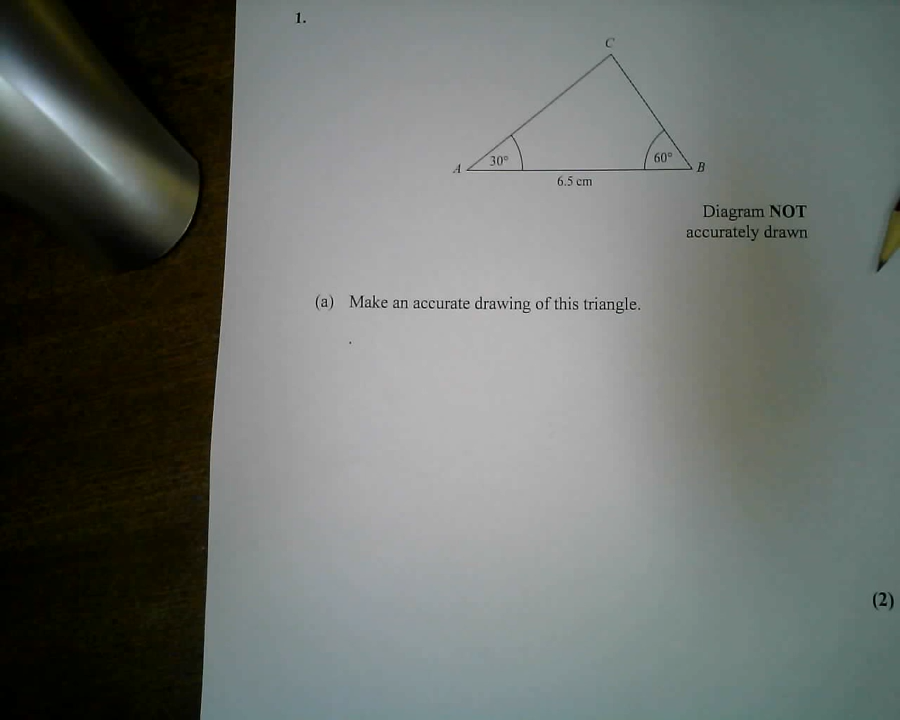 1.
C
A
30°
60°
B
6.5 cm
Diagram NOT
accurately drawn
(a) Make an accurate drawing of this triangle.
(2)